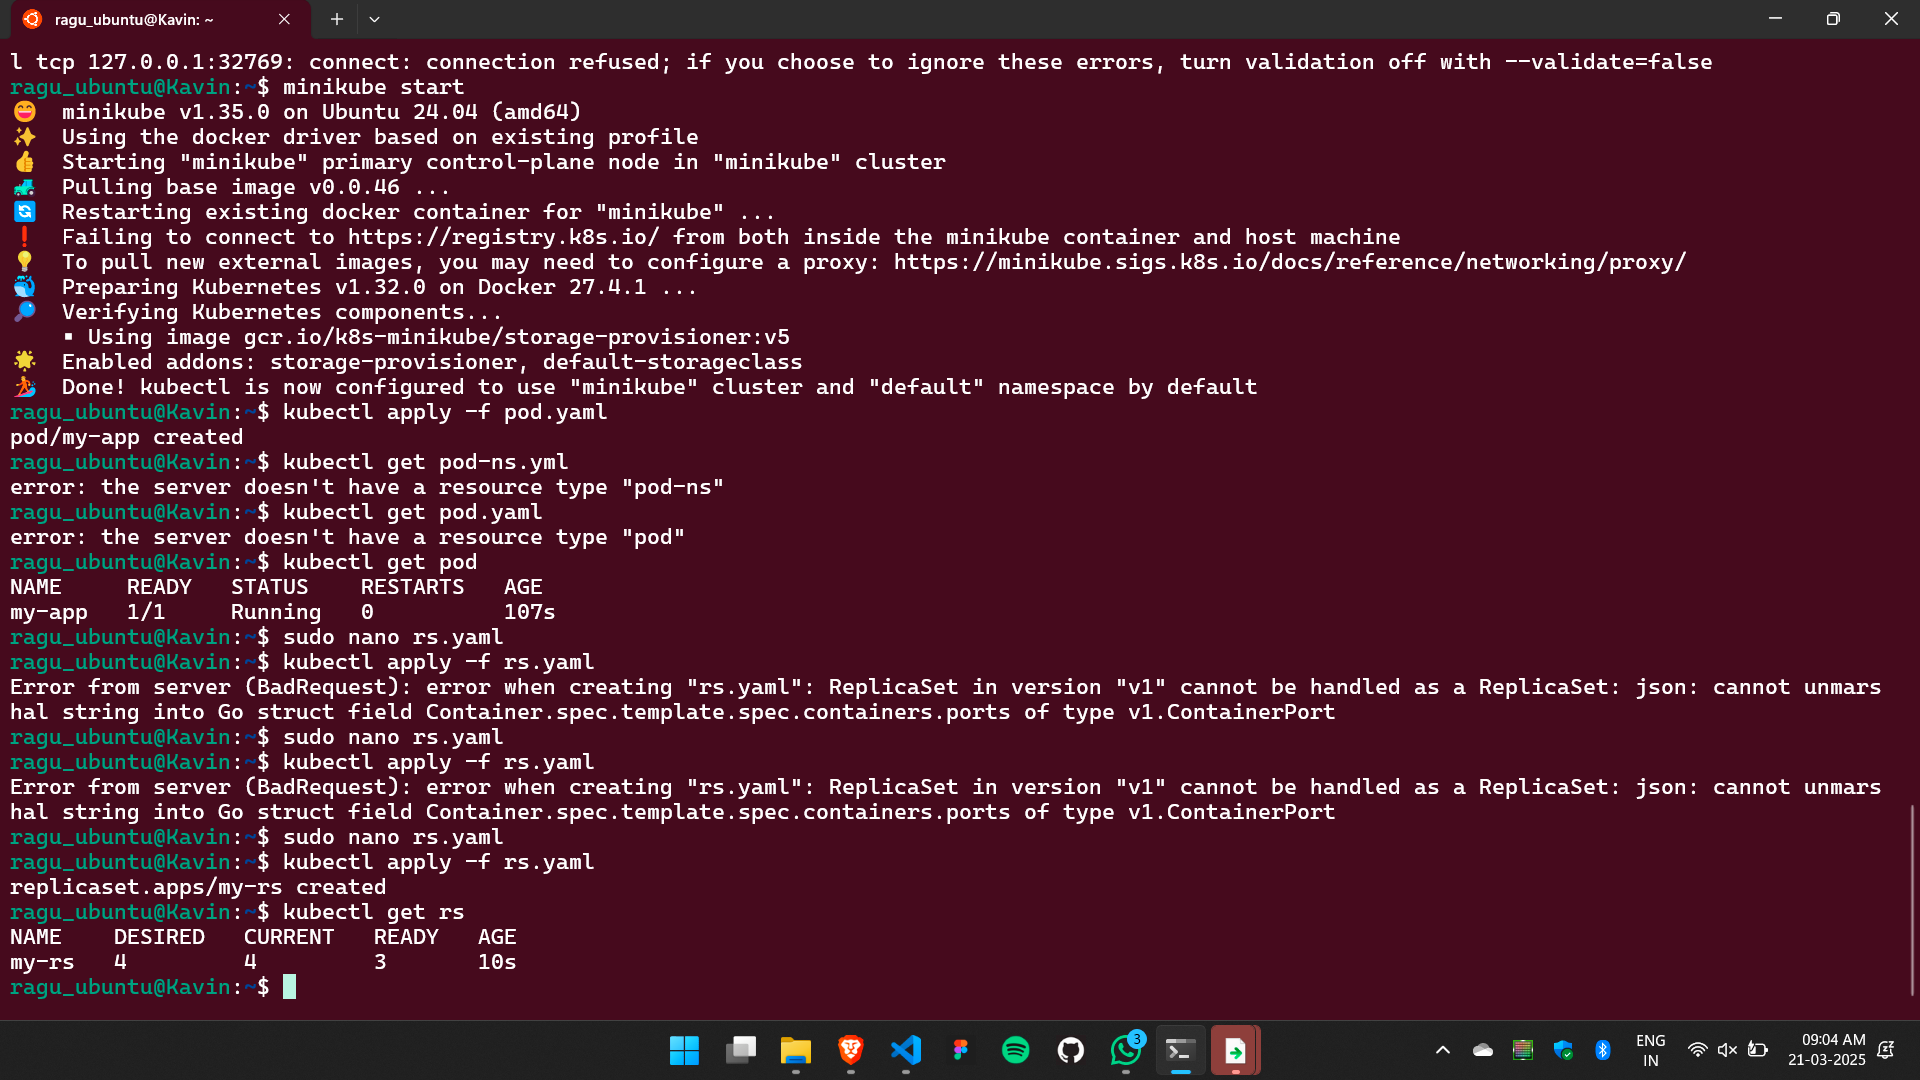 ragu_ubuntu@Kavin: ~
l tcp 127.0.0.1:32769: connect: connection refused; if you choose to ignore these errors, turn validation off with --validate=false
ragu_ubuntu@Kavin:~$ minikube start
minikube v1.35.0 on Ubuntu 24.04 (amd64)
Using the docker driver based on existing profile
Starting "minikube" primary control-plane node in "minikube" cluster
Pulling base image v0.0.46 ...
Restarting existing docker container for "minikube" ...
Failing to connect to https://registry.k8s.io/ from both inside the minikube container and host machine
To pull new external images, you may need to configure a proxy: https://minikube.sigs.k8s.io/docs/reference/networking/proxy/
Preparing Kubernetes v1.32.0 on Docker 27.4.1 ...
Verifying Kubernetes components...
▪ Using image gcr.io/k8s-minikube/storage-provisioner:v5
Enabled addons: storage-provisioner, default-storageclass
Done! kubectl is now configured to use "minikube" cluster and "default" namespace by default
ragu_ubuntu@Kavin:~$ kubectl apply -f pod.yaml
pod/my-app created
ragu_ubuntu@Kavin:~$ kubectl get pod-ns.yml
error: the server doesn't have a resource type "pod-ns"
ragu_ubuntu@Kavin:~$ kubectl get pod.yaml
error: the server doesn't have a resource type "pod"
ragu_ubuntu@Kavin:~$ kubectl get pod
NAME READY STATUS RESTARTS AGE
my-app 1/1 Running 0 107s
ragu_ubuntu@Kavin:~$ sudo nano rs.yaml
ragu_ubuntu@Kavin:~$ kubectl apply -f rs.yaml
Error from server (BadRequest): error when creating "rs.yaml": ReplicaSet in version "v1" cannot be handled as a ReplicaSet: json: cannot unmars
hal string into Go struct field Container.spec.template.spec.containers.ports of type v1.ContainerPort
ragu_ubuntu@Kavin:~$ sudo nano rs.yaml
ragu_ubuntu@Kavin:~$ kubectl apply -f rs.yaml
Error from server (BadRequest): error when creating "rs.yaml": ReplicaSet in version "v1" cannot be handled as a ReplicaSet: json: cannot unmars
hal string into Go struct field Container.spec.template.spec.containers.ports of type v1.ContainerPort
ragu_ubuntu@Kavin:~$ sudo nano rs.yaml
ragu_ubuntu@Kavin:~$ kubectl apply -f rs.yaml
replicaset.apps/my-rs created
ragu_ubuntu@Kavin:~$ kubectl get rs
NAME DESIRED CURRENT READY AGE
my-rs 4 4 3 10s
ragu_ubuntu@Kavin:~$
3
ENG
IN
09:04 AM
21-03-2025